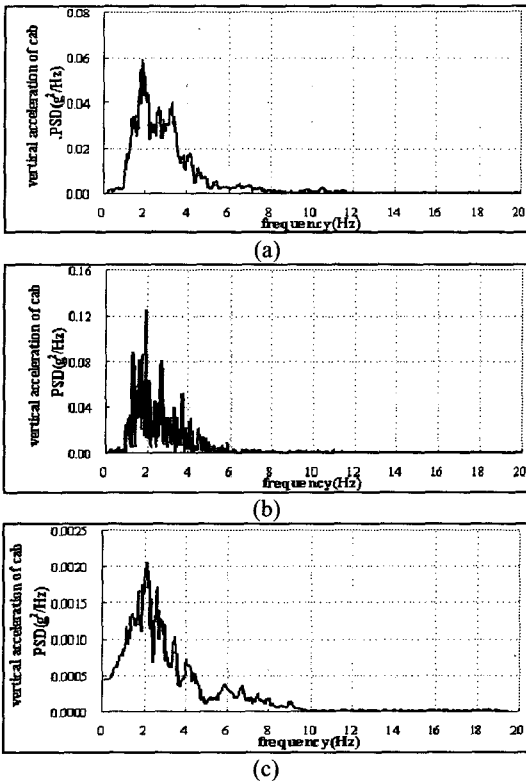 vertical acceleration of cab
.PSD(g²/Hz)
0.08
0.06
0.04
0.02
0.00
0 2 4 6 8 10 12 14 16 18 20
frequency(Hz)
(a)
vertical acceleration of cab
PSD(g²/Hz)
0.16
0.12
0.08
0.04
0.00
0 2 4 6 8 10 12 14 16 18 20
frequency(Hz)
(b)
vertical acceleration of cab
PSD(g²/Hz)
0.0025
0.0020
0.0015
0.0010
0.0005
0.0000
0 2 4 6 8 10 12 14 16 18 20
frequency(Hz)
(c)